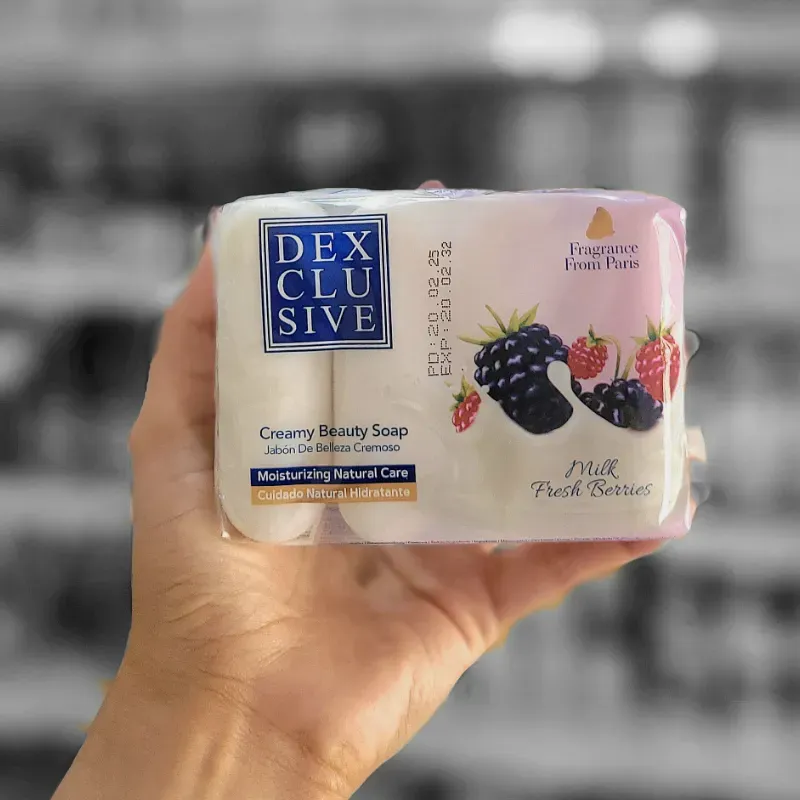 DEX
CLU
SIVE
Creamy Beauty Soap
Jabón De Belleza Cremoso
Moisturizing Natural Care
Cuidado Natural Hidratante
PD:20.02.25
EXP:20.02.32
Fragrance
From Paris
Milk
Fresh Berries